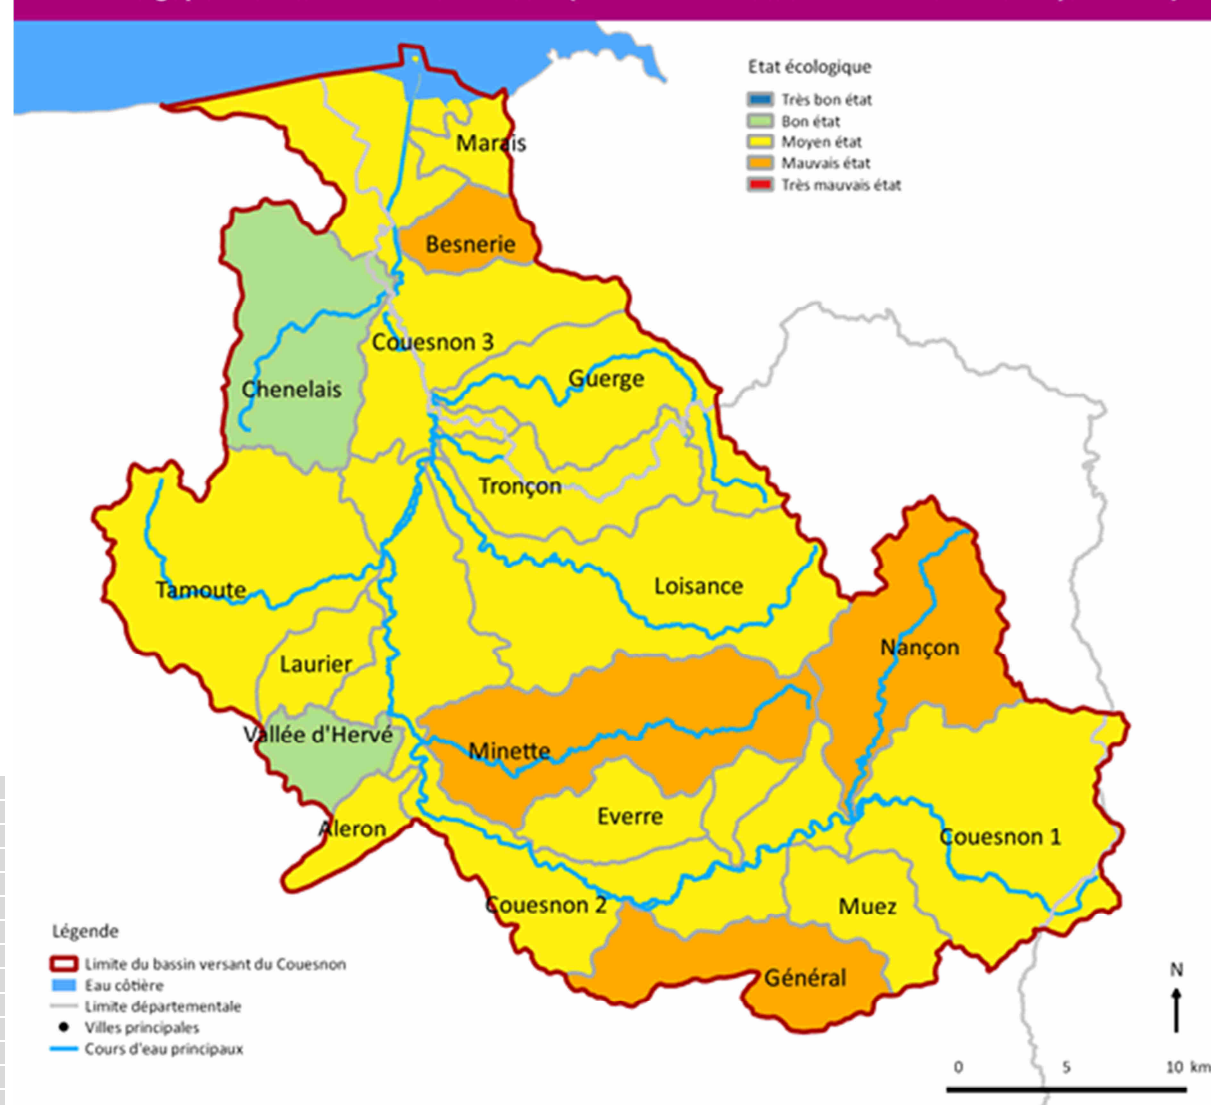 Etat écologique
Très bon état
Bon état
Moyen état
Mauvais état
Très mauvais état
Marais
Besnerie
Couesnon 3
Guerge
Chenelais
Tronçon
Tamoute
Loisance
Nançon
Laurier
Vallée d'Hervé
Minette
Everre
Aleron
Couesnon 1
Couesnon 2
Muez
Général
Légende
Limite du bassin versant du Couesnon
Eau côtière
Limite départementale
Villes principales
Cours d'eau principaux
N
0 5 10 km